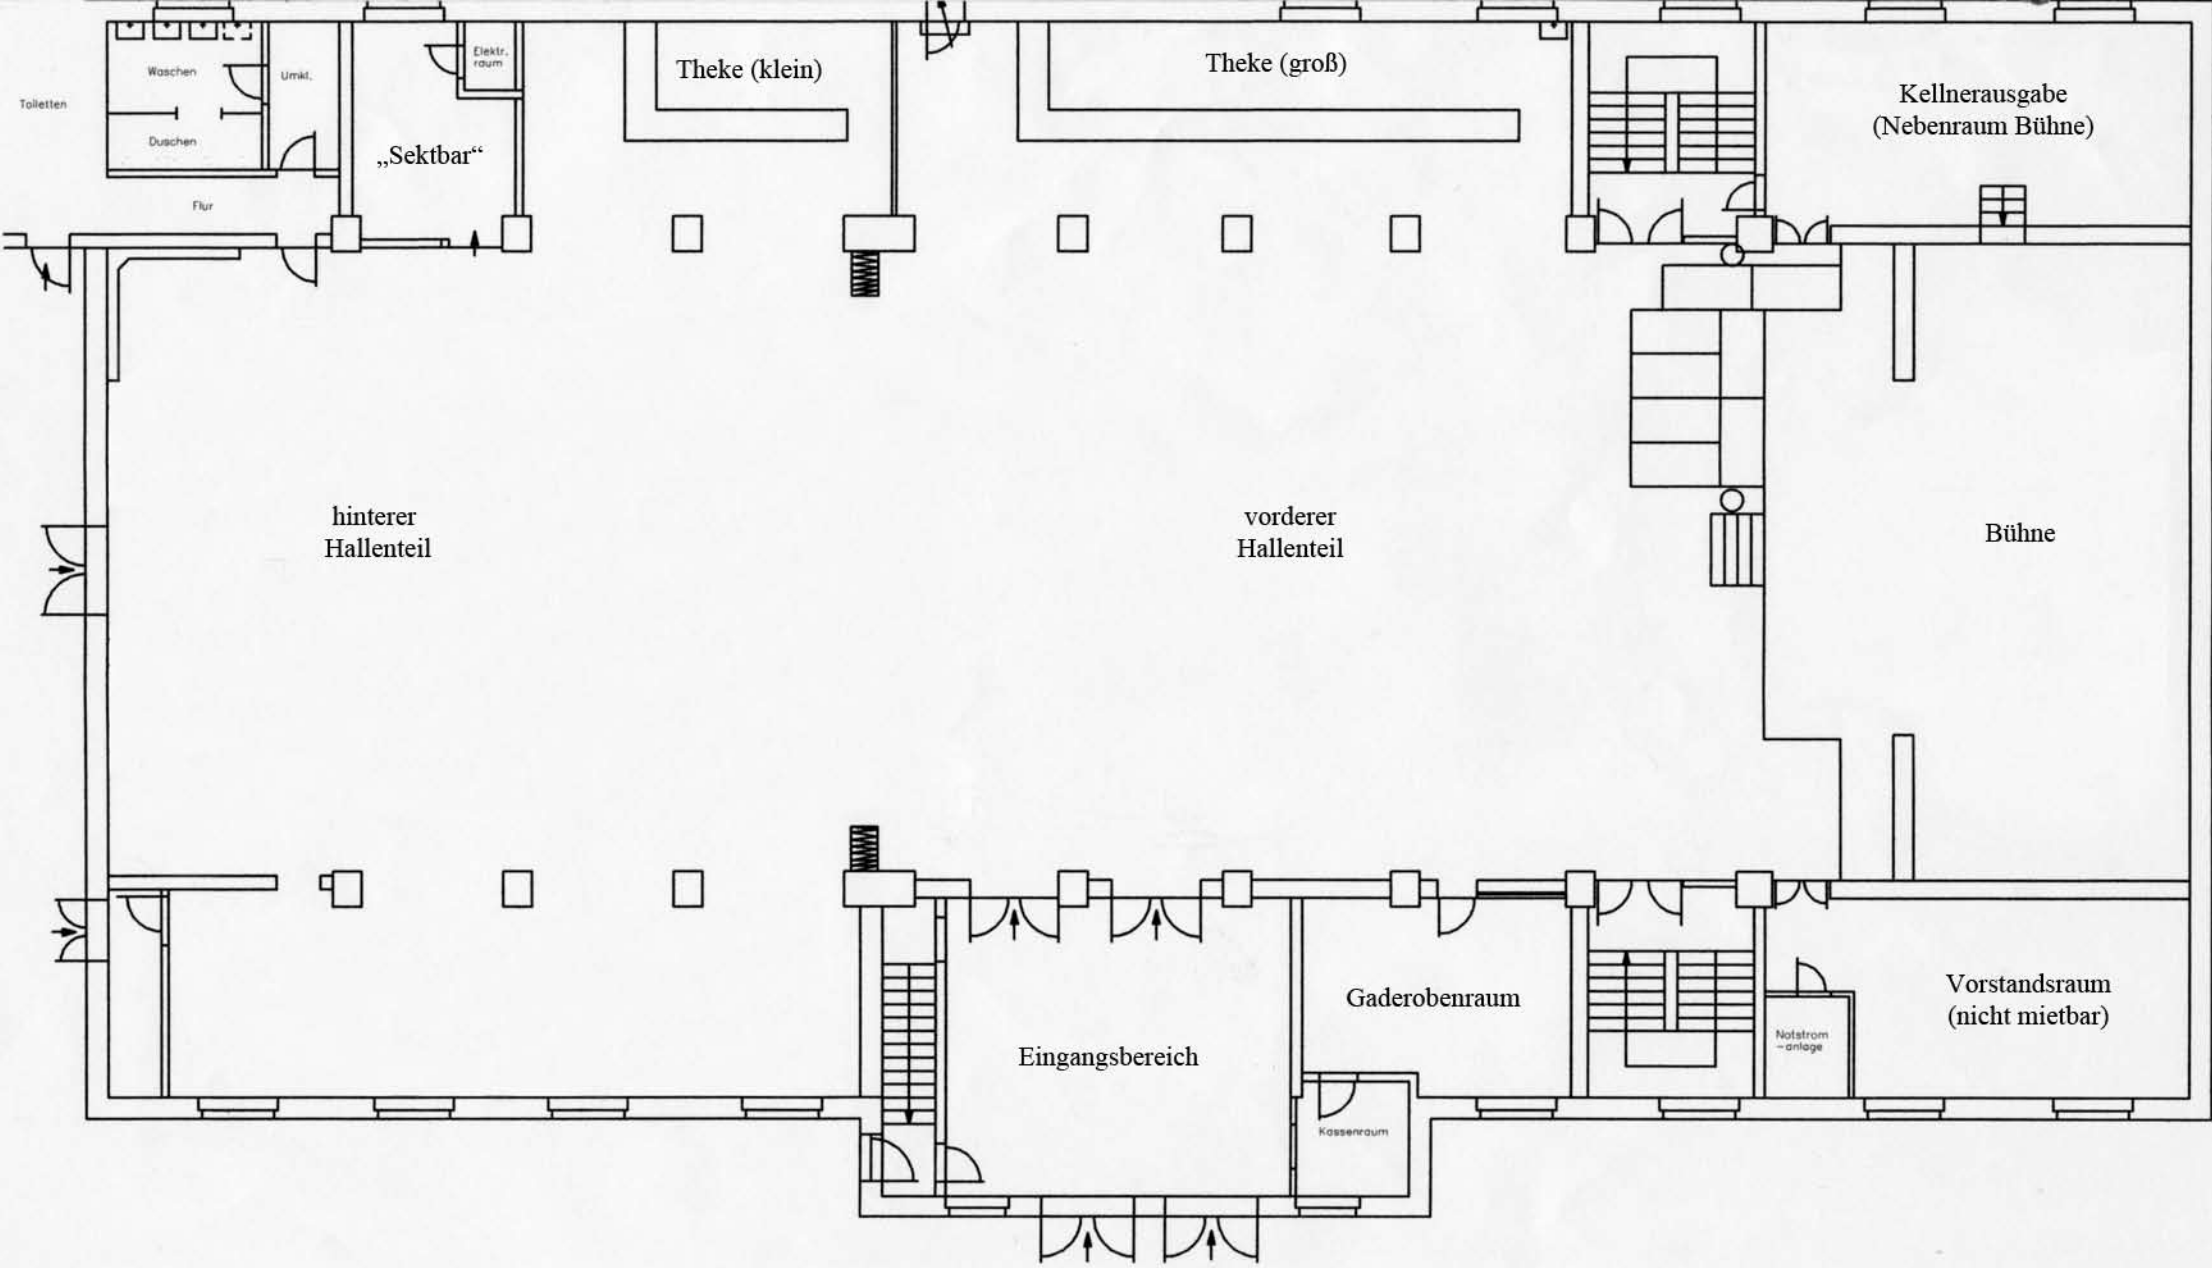 Waschen
Umkl.
Elektr.
raum
Theke (klein)
Theke (groß)
Kellnerausgabe
(Nebenraum Bühne)
Toiletten
Duschen
„Sektbar“
Flur
hinterer
Hallenteil
vorderer
Hallenteil
Bühne
Eingangsbereich
Gaderobenraum
Vorstandsraum
(nicht mietbar)
Notstrom
-anlage
Kassenraum